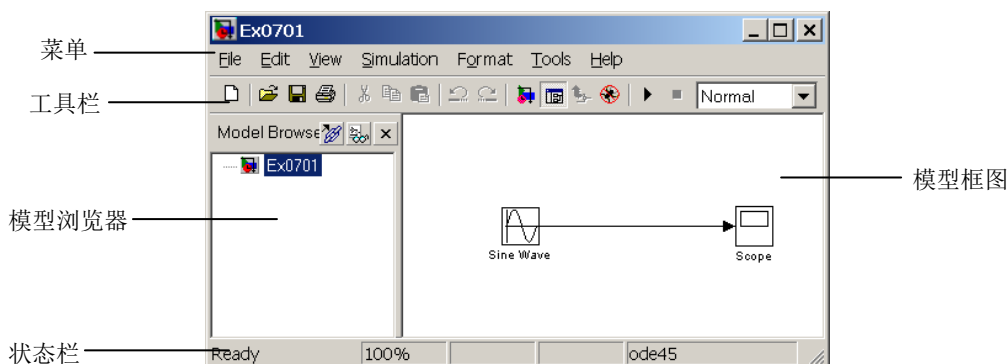 Ex0701
菜单
File Edit View Simulation Format Tools Help
工具栏
Normal
Model Browse
Ex0701
模型框图
模型浏览器
Sine Wave
Scope
状态栏
Ready 100% ode45